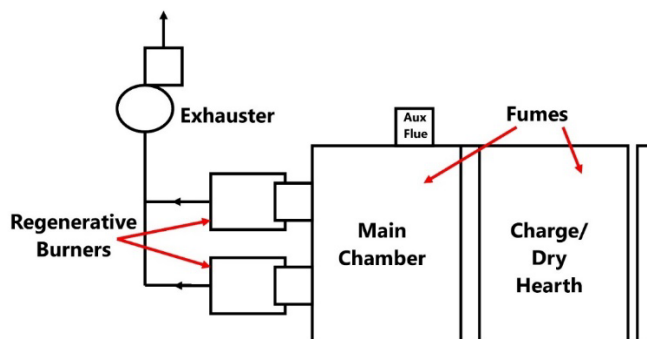 Exhauster
Aux
Flue
Fumes
Regenerative
Burners
Main
Chamber
Charge/
Dry
Hearth